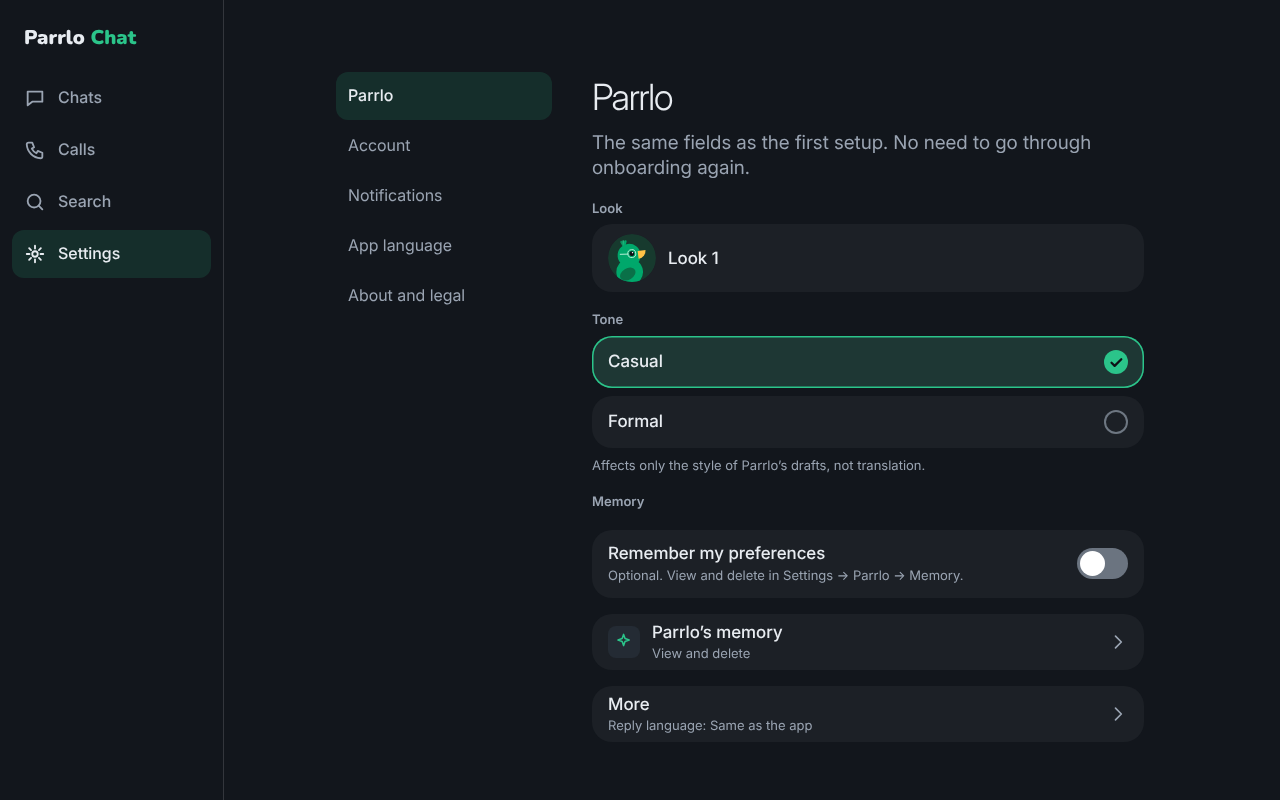 Parrlo Chat
Chats
Calls
Search
Settings
Parrlo
Account
Notifications
App language
About and legal
Parrlo
The same fields as the first setup. No need to go through
onboarding again.
Look
Look 1
Tone
Casual
Formal
Affects only the style of Parrlo’s drafts, not translation.
Memory
Remember my preferences
Optional. View and delete in Settings → Parrlo → Memory.
Parrlo’s memory
View and delete
More
Reply language: Same as the app